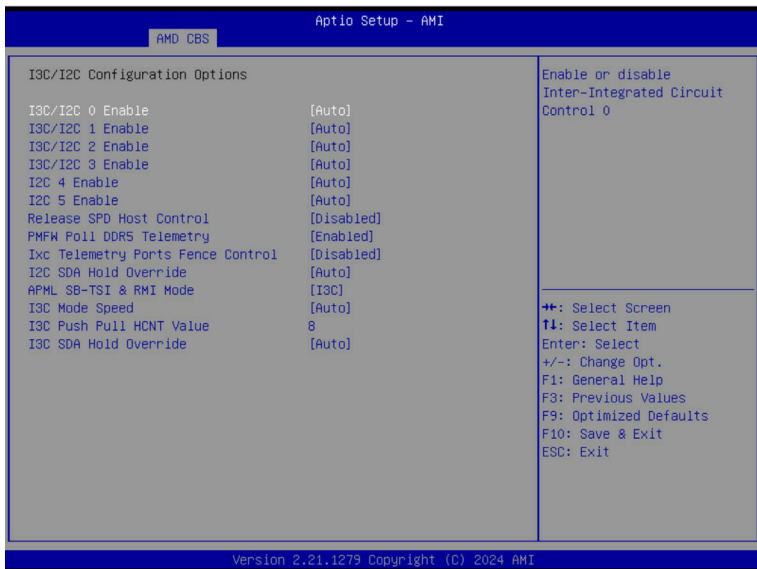 Aptio Setup - AMI
AMD CBS
I3C/I2C Configuration Options
I3C/I2C 0 Enable [Auto]
I3C/I2C 1 Enable [Auto]
I3C/I2C 2 Enable [Auto]
I3C/I2C 3 Enable [Auto]
I2C 4 Enable [Auto]
I2C 5 Enable [Auto]
Release SPD Host Control [Disabled]
PMFW Poll DDR5 Telemetry [Enabled]
Ixc Telemetry Ports Fence Control [Disabled]
I2C SDA Hold Override [Auto]
APML SB-TSI & RMI Mode [I3C]
I3C Mode Speed [Auto]
I3C Push Pull HCNT Value 8
I3C SDA Hold Override [Auto]
Enable or disable
Inter-Integrated Circuit
Control 0
→←: Select Screen
↑↓: Select Item
Enter: Select
+/-: Change Opt.
F1: General Help
F3: Previous Values
F9: Optimized Defaults
F10: Save & Exit
ESC: Exit
Version 2.21.1279 Copyright (C) 2024 AMI